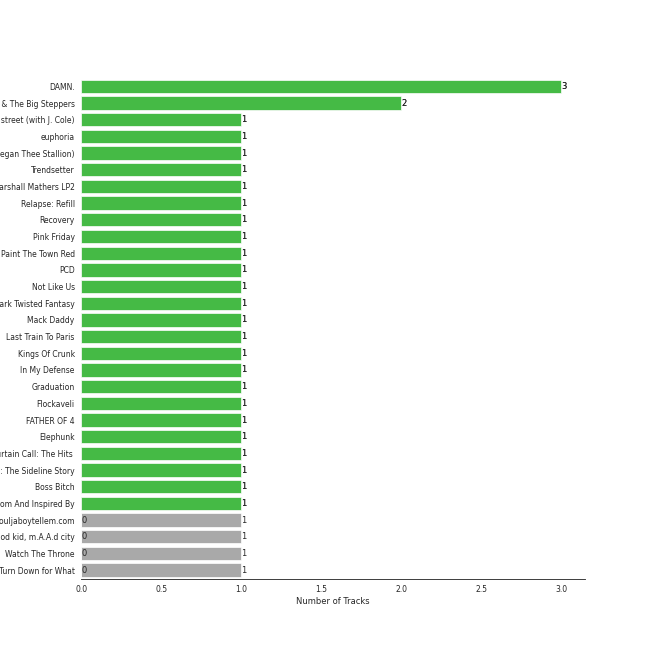 DAMN. 3
& The Big Steppers 2
street (with J. Cole) 1
euphoria 1
egan Thee Stallion) 1
Trendsetter 1
arshall Mathers LP2 1
Relapse: Refill 1
Recovery 1
Pink Friday 1
Paint The Town Red 1
PCD 1
Not Like Us 1
ark Twisted Fantasy 1
Mack Daddy 1
Last Train To Paris 1
Kings Of Crunk 1
In My Defense 1
Graduation 1
Flockaveli 1
FATHER OF 4 1
Elephunk 1
rtain Call: The Hits 1
: The Sideline Story 1
Boss Bitch 1
om And Inspired By 1
ouljaboytellem.com 0 1
od kid, m.A.A.d city 0 1
Watch The Throne 0 1
Turn Down for What 0 1
0.0 0.5 1.0 1.5 2.0 2.5 3.0
Number of Tracks